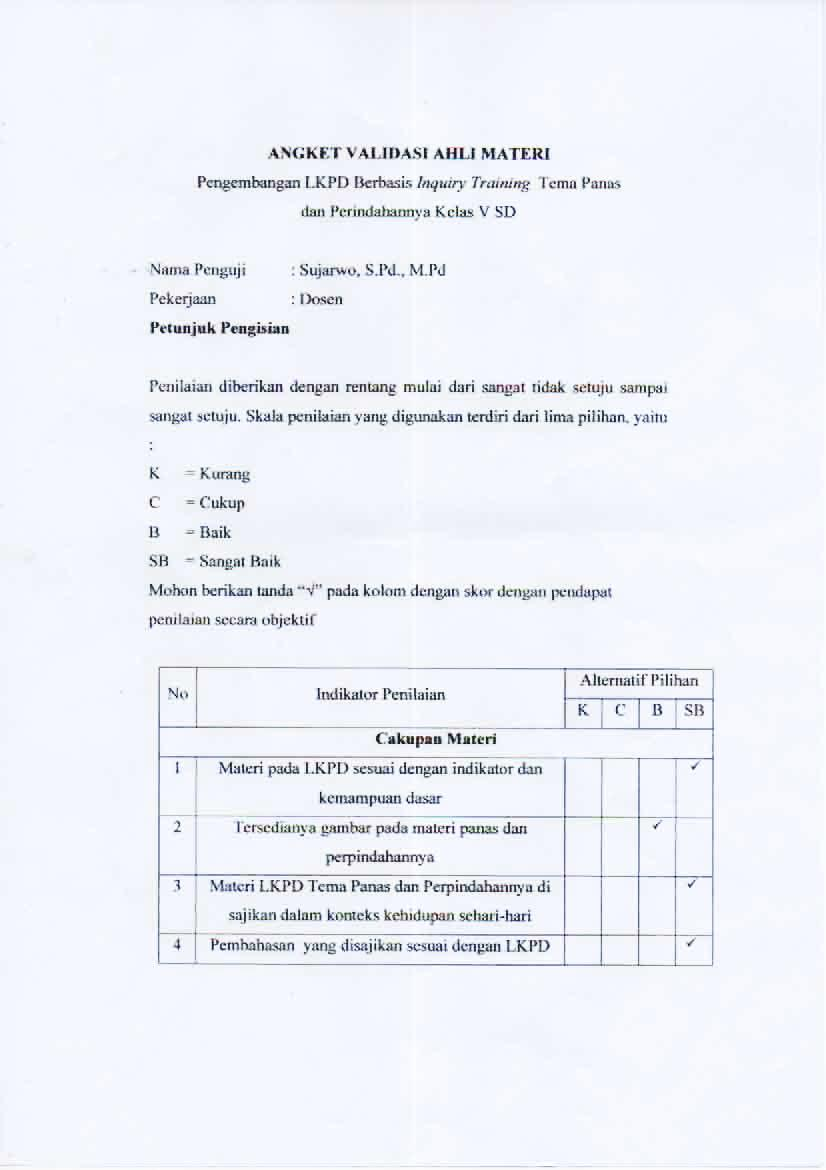 ANGKET VALIDASI AHLI MATERI
Pengembangan LKPD Berbasis Inquiry Training Tema Panas
dan Perindahannya Kelas V SD
Nama Penguji : Sujarwo, S.Pd., M.Pd
Pekerjaan : Dosen
Petunjuk Pengisian
Penilaian diberikan dengan rentang mulai dari sangat tidak setuju sampai
sangat setuju. Skala penilaian yang digunakan terdiri dari lima pilihan, yaitu
:
K = Kurang
C = Cukup
B = Baik
SB = Sangat Baik
Mohon berikan tanda “√” pada kolom dengan skor dengan pendapat
penilaian secara objektif
No Indikator Penilaian Alternatif Pilihan
K C B SB
Cakupan Materi
1 Materi pada LKPD sesuai dengan indikator dan ✓
kemampuan dasar
2 Tersedianya gambar pada materi panas dan ✓
perpindahannya
3 Materi LKPD Tema Panas dan Perpindahannya di ✓
sajikan dalam konteks kehidupan sehari-hari
4 Pembahasan yang disajikan sesuai dengan LKPD ✓